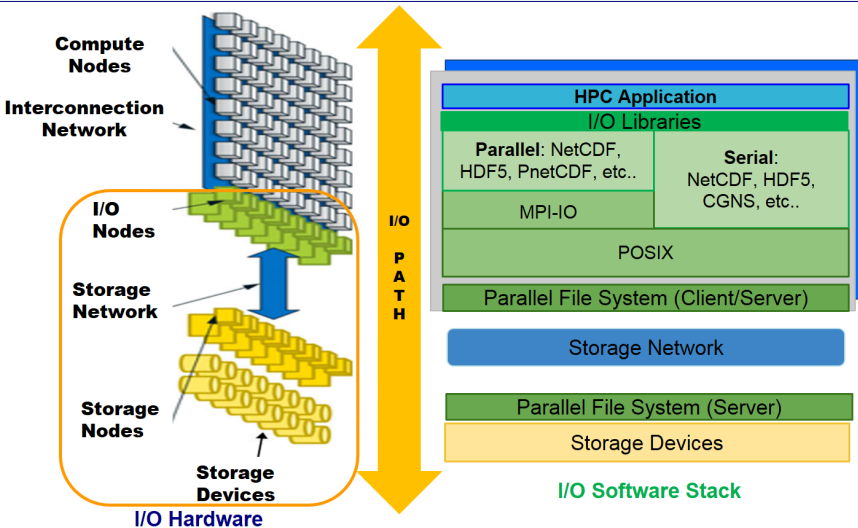 Compute
Nodes
Interconnection
Network
I/O
Nodes
Storage
Network
Storage
Nodes
Storage
Devices
I/O Hardware
I/O
P
A
T
H
HPC Application
I/O Libraries
Parallel: NetCDF,
HDF5, PnetCDF, etc..
Serial:
NetCDF, HDF5,
CGNS, etc..
MPI-IO
POSIX
Parallel File System (Client/Server)
Storage Network
Parallel File System (Server)
Storage Devices
I/O Software Stack